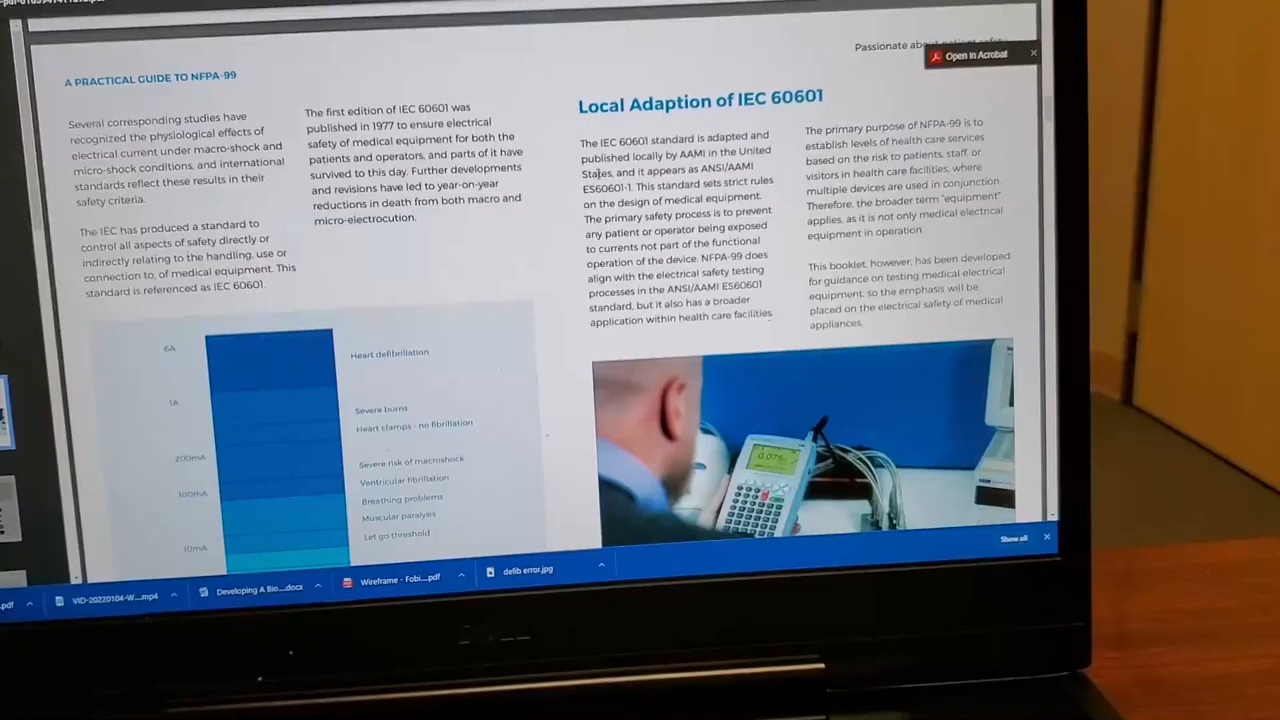 Passionate about
Open in Acrobat
A PRACTICAL GUIDE TO NFPA-99
Several corresponding studies have
recognized the physiological effects of
electrical current under macro-shock and
micro-shock conditions, and international
standards reflect these results in their
safety criteria.
The IEC has produced a standard to
control all aspects of safety directly or
indirectly relating to the handling, use or
connection to, of medical equipment. This
standard is referenced as IEC 60601.
The first edition of IEC 60601 was
published in 1977 to ensure electrical
safety of medical equipment for both the
patients and operators, and parts of it have
survived to this day. Further developments
and revisions have led to year-on-year
reductions in death from both macro and
micro-electrocution.
6A
Heart defibrillation
1A
Severe burns
Heart clamps - no fibrillation
200mA
Severe risk of macroshock
Ventricular fibrillation
100mA
Breathing problems
Muscular paralysis
Let go threshold
10mA
Local Adaption of IEC 60601
The IEC 60601 standard is adapted and
published locally by AAMI in the United
States, and it appears as ANSI/AAMI
ES60601-1. This standard sets strict rules
on the design of medical equipment.
The primary safety process is to prevent
any patient or operator being exposed
to currents not part of the functional
operation of the device. NFPA-99 does
align with the electrical safety testing
processes in the ANSI/AAMI ES60601
standard, but it also has a broader
application within health care facilities.
The primary purpose of NFPA-99 is to
establish levels of health care services
based on the risk to patients, staff, or
visitors in health care facilities, where
multiple devices are used in conjunction.
Therefore, the broader term "equipment"
applies, as it is not only medical electrical
equipment in operation.
This booklet, however, has been developed
for guidance on testing medical electrical
equipment, so the emphasis will be
placed on the electrical safety of medical
appliances.
Show all
.pdf
VID-20220104-W....mp4
Developing A Bio....docx
Wireframe - Fobi....pdf
defib error.jpg
DELL